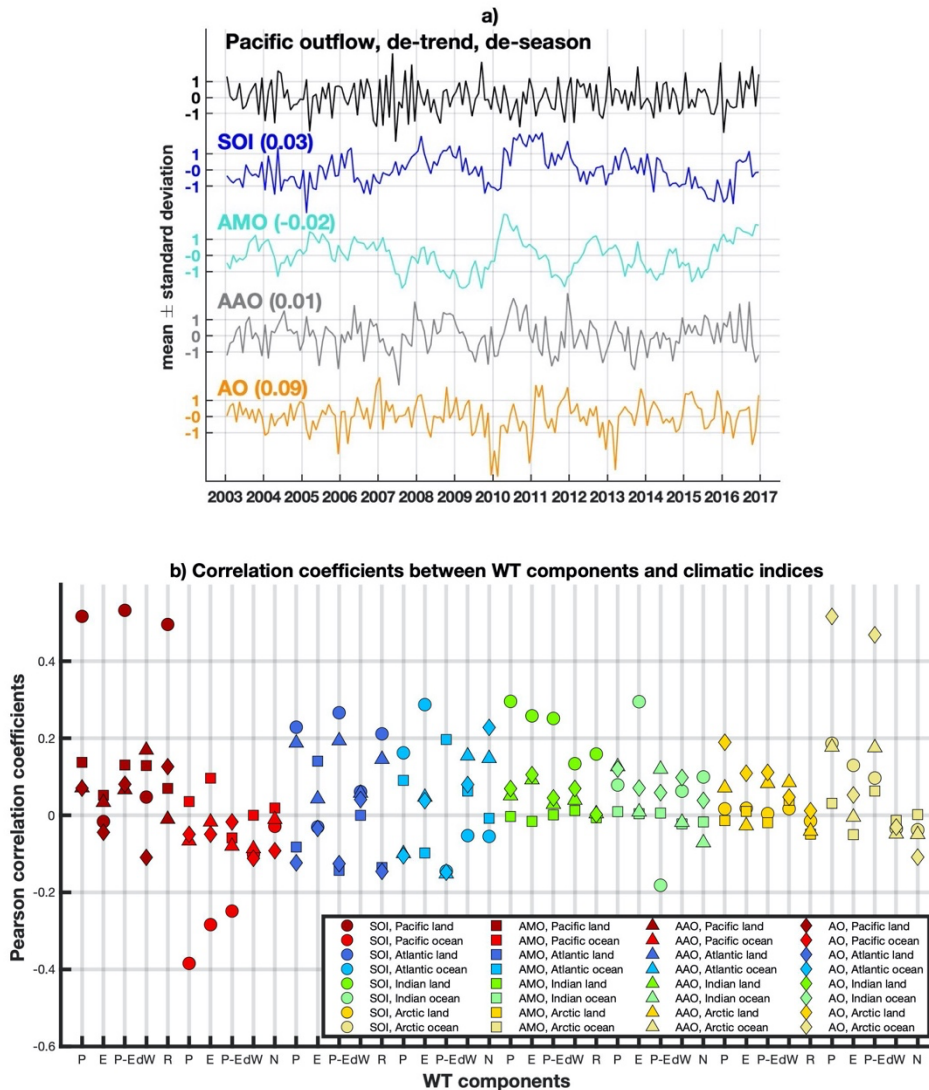 a)
Pacific outflow, de-trend, de-season
mean ± standard deviation
1
0
-1
SOI (0.03)
1
-0
-1
AMO (-0.02)
1
-0
-1
AAO (0.01)
1
0
-1
AO (0.09)
1
-0
-1
2003 2004 2005 2006 2007 2008 2009 2010 2011 2012 2013 2014 2015 2016 2017
b) Correlation coefficients between WT components and climatic indices
Pearson correlation coefficients
0.4
0.2
0
-0.2
-0.4
-0.6
SOI, Pacific land AMO, Pacific land AAO, Pacific land AO, Pacific land
SOI, Pacific ocean AMO, Pacific ocean AAO, Pacific ocean AO, Pacific ocean
SOI, Atlantic land AMO, Atlantic land AAO, Atlantic land AO, Atlantic land
SOI, Atlantic ocean AMO, Atlantic ocean AAO, Atlantic ocean AO, Atlantic ocean
SOI, Indian land AMO, Indian land AAO, Indian land AO, Indian land
SOI, Indian ocean AMO, Indian ocean AAO, Indian ocean AO, Indian ocean
SOI, Arctic land AMO, Arctic land AAO, Arctic land AO, Arctic land
SOI, Arctic ocean AMO, Arctic ocean AAO, Arctic ocean AO, Arctic ocean
P E P-EdW R P E P-EdW N P E P-EdW R P E P-EdW N P E P-EdW R P E P-EdW N P E P-EdW R P E P-EdW N
WT components